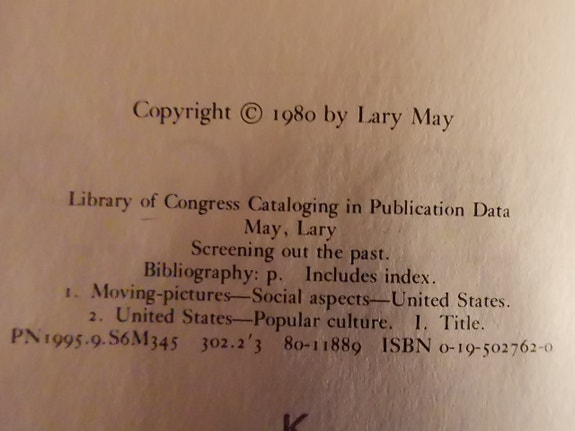 Copyright © 1980 by Lary May
Library of Congress Cataloging in Publication Data
May, Lary
Screening out the past.
Bibliography: p. Includes index.
1. Moving-pictures—Social aspects—United States.
2. United States—Popular culture. I. Title.
PN1995.9.S6M345 302.2'3 80-11889 ISBN 0-19-502762-0
K